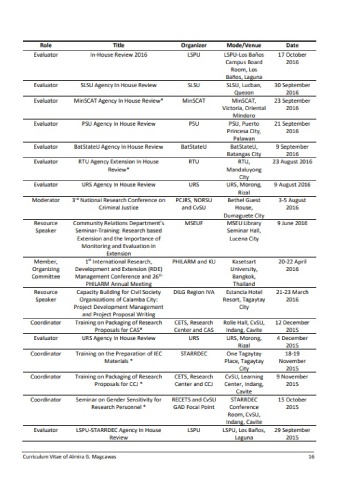 Role Title Organizer Mode/Venue Date
Evaluator In-House Review 2016 LSPU LSPU-Los Baños 17 October
Campus Board 2016
Room, Los
Baños, Laguna
Evaluator SLSU Agency In House Review SLSU SLSU, Lucban, 30 September
Quezon 2016
Evaluator MinSCAT Agency In House Review* MinSCAT MinSCAT, 23 September
Victoria, Oriental 2016
Mindoro
Evaluator PSU Agency In House Review PSU PSU, Puerto 21 September
Princesa City, 2016
Palawan
Evaluator BatStateU Agency In House Review BatStateU BatStateU, 9 September
Batangas City 2016
Evaluator RTU Agency Extension In House RTU RTU, 23 August 2016
Review* Mandaluyong
City
Evaluator URS Agency In House Review URS URS, Morong, 9 August 2016
Rizal
Moderator 3rd National Research Conference on PCJRS, NORSU Bethel Guest 3-5 August
Criminal Justice and CvSU House, 2016
Dumaguete City
Resource Community Relations Department's MSEUF MSEU Library 9 June 2016
Speaker Seminar-Training: Research based Seminar Hall,
Extension and the Importance of Lucena City
Monitoring and Evaluation in
Extension
Member, 1st International Research, PHILARM and KU Kasetsart 20-22 April
Organizing Development and Extension (RDE) University, 2016
Committee Management Conference and 26th Bangkok,
PHILARM Annual Meeting Thailand
Resource Capacity Building for Civil Society DILG Region IVA Estancia Hotel 21-23 March
Speaker Organizations of Calamba City: Resort, Tagaytay 2016
Project Development Management City
and Project Proposal Writing
Coordinator Training on Packaging of Research CETS, Research Rolle Hall, CvSU, 12 December
Proposals for CAS* Center and CAS Indang, Cavite 2015
Evaluator URS Agency In House Review URS URS, Morong, 4 December
Rizal 2015
Coordinator Training on the Preparation of IEC STARRDEC One Tagaytay 18-19
Materials * Place, Tagaytay November
City 2015
Coordinator Training on Packaging of Research CETS, Research CvSU, Learning 9 November
Proposals for CCJ * Center and CCJ Center, Indang, 2015
Cavite
Coordinator Seminar on Gender Sensitivity for RECETS and CvSU STARRDEC 15 October
Research Personnel * GAD Focal Point Conference 2015
Room, CvSU,
Indang, Cavite
Evaluator LSPU-STARRDEC Agency In House LSPU LSPU, Los Baños, 29 September
Review Laguna 2015
Curriculum Vitae of Almira G. Magcawas 16